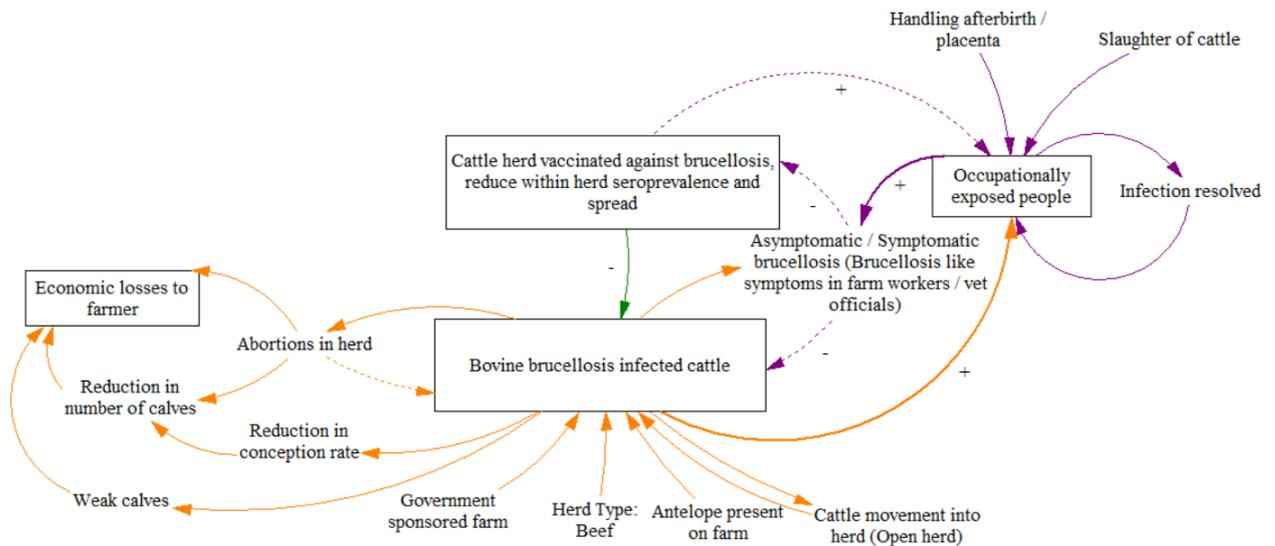 Handling afterbirth /
placenta
Slaughter of cattle
+
Cattle herd vaccinated against brucellosis,
reduce within herd seroprevalence and
spread
Occupationally
exposed people
Infection resolved
+
-
Asymptomatic / Symptomatic
brucellosis (Brucellosis like
symptoms in farm workers / vet
officials)
-
Economic losses to
farmer
Abortions in herd
Bovine brucellosis infected cattle
-
+
Reduction in
number of calves
Reduction in
conception rate
Weak calves
Government
sponsored farm
Herd Type:
Beef
Antelope present
on farm
Cattle movement into
herd (Open herd)